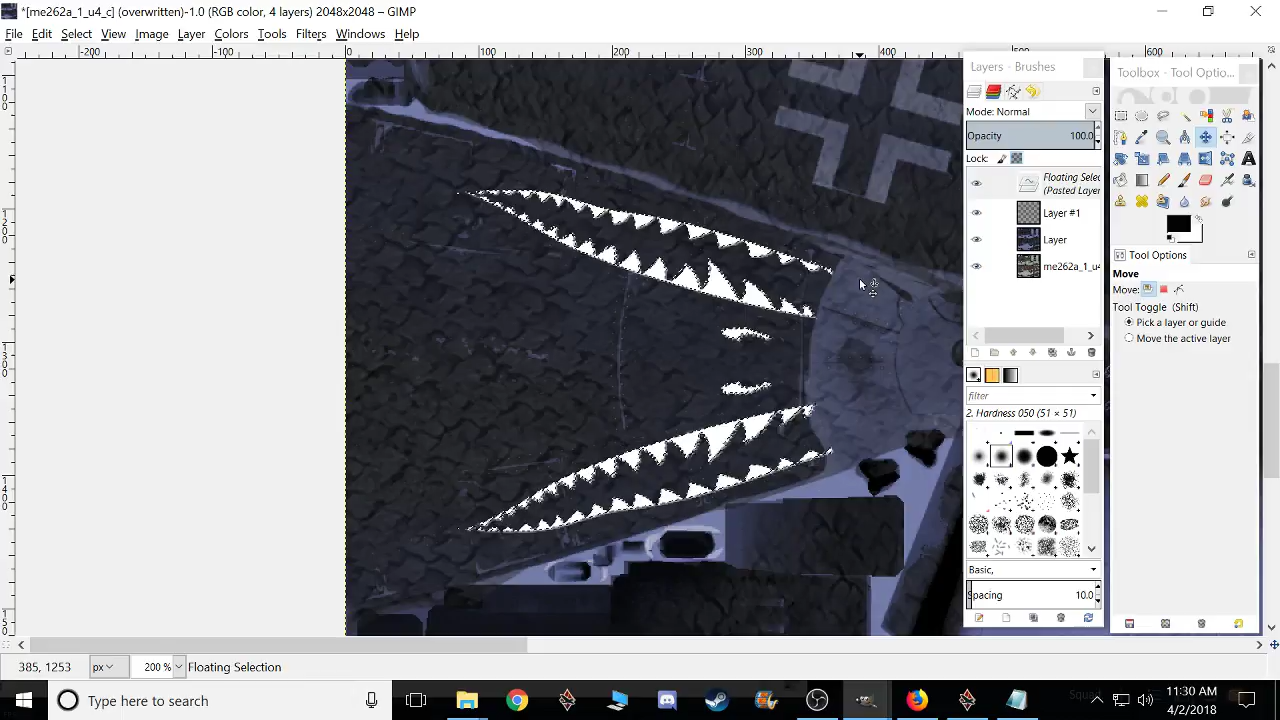 *[me262a_1_u4_c] (overwritten)-1.0 (RGB color, 4 layers) 2048x2048 – GIMP
File Edit Select View Image Layer Colors Tools Filters Windows Help
-200 -100 0 100 200 300 400 500 600
Layers - Brushes
Toolbox - Tool Optio...
Mode: Normal
Opacity 100.0
Lock:
Floating Selec
(Pasted Layer
Layer #1
Layer
me262a_1_u4
Tool Options
Move
Move:
Tool Toggle (Shift)
Pick a layer or guide
Move the active layer
filter
2. Hardness 050 (51 × 51)
Basic,
Spacing 10.0
385, 1253 px 200 % Floating Selection
Type here to search
11:30 AM
4/2/2018